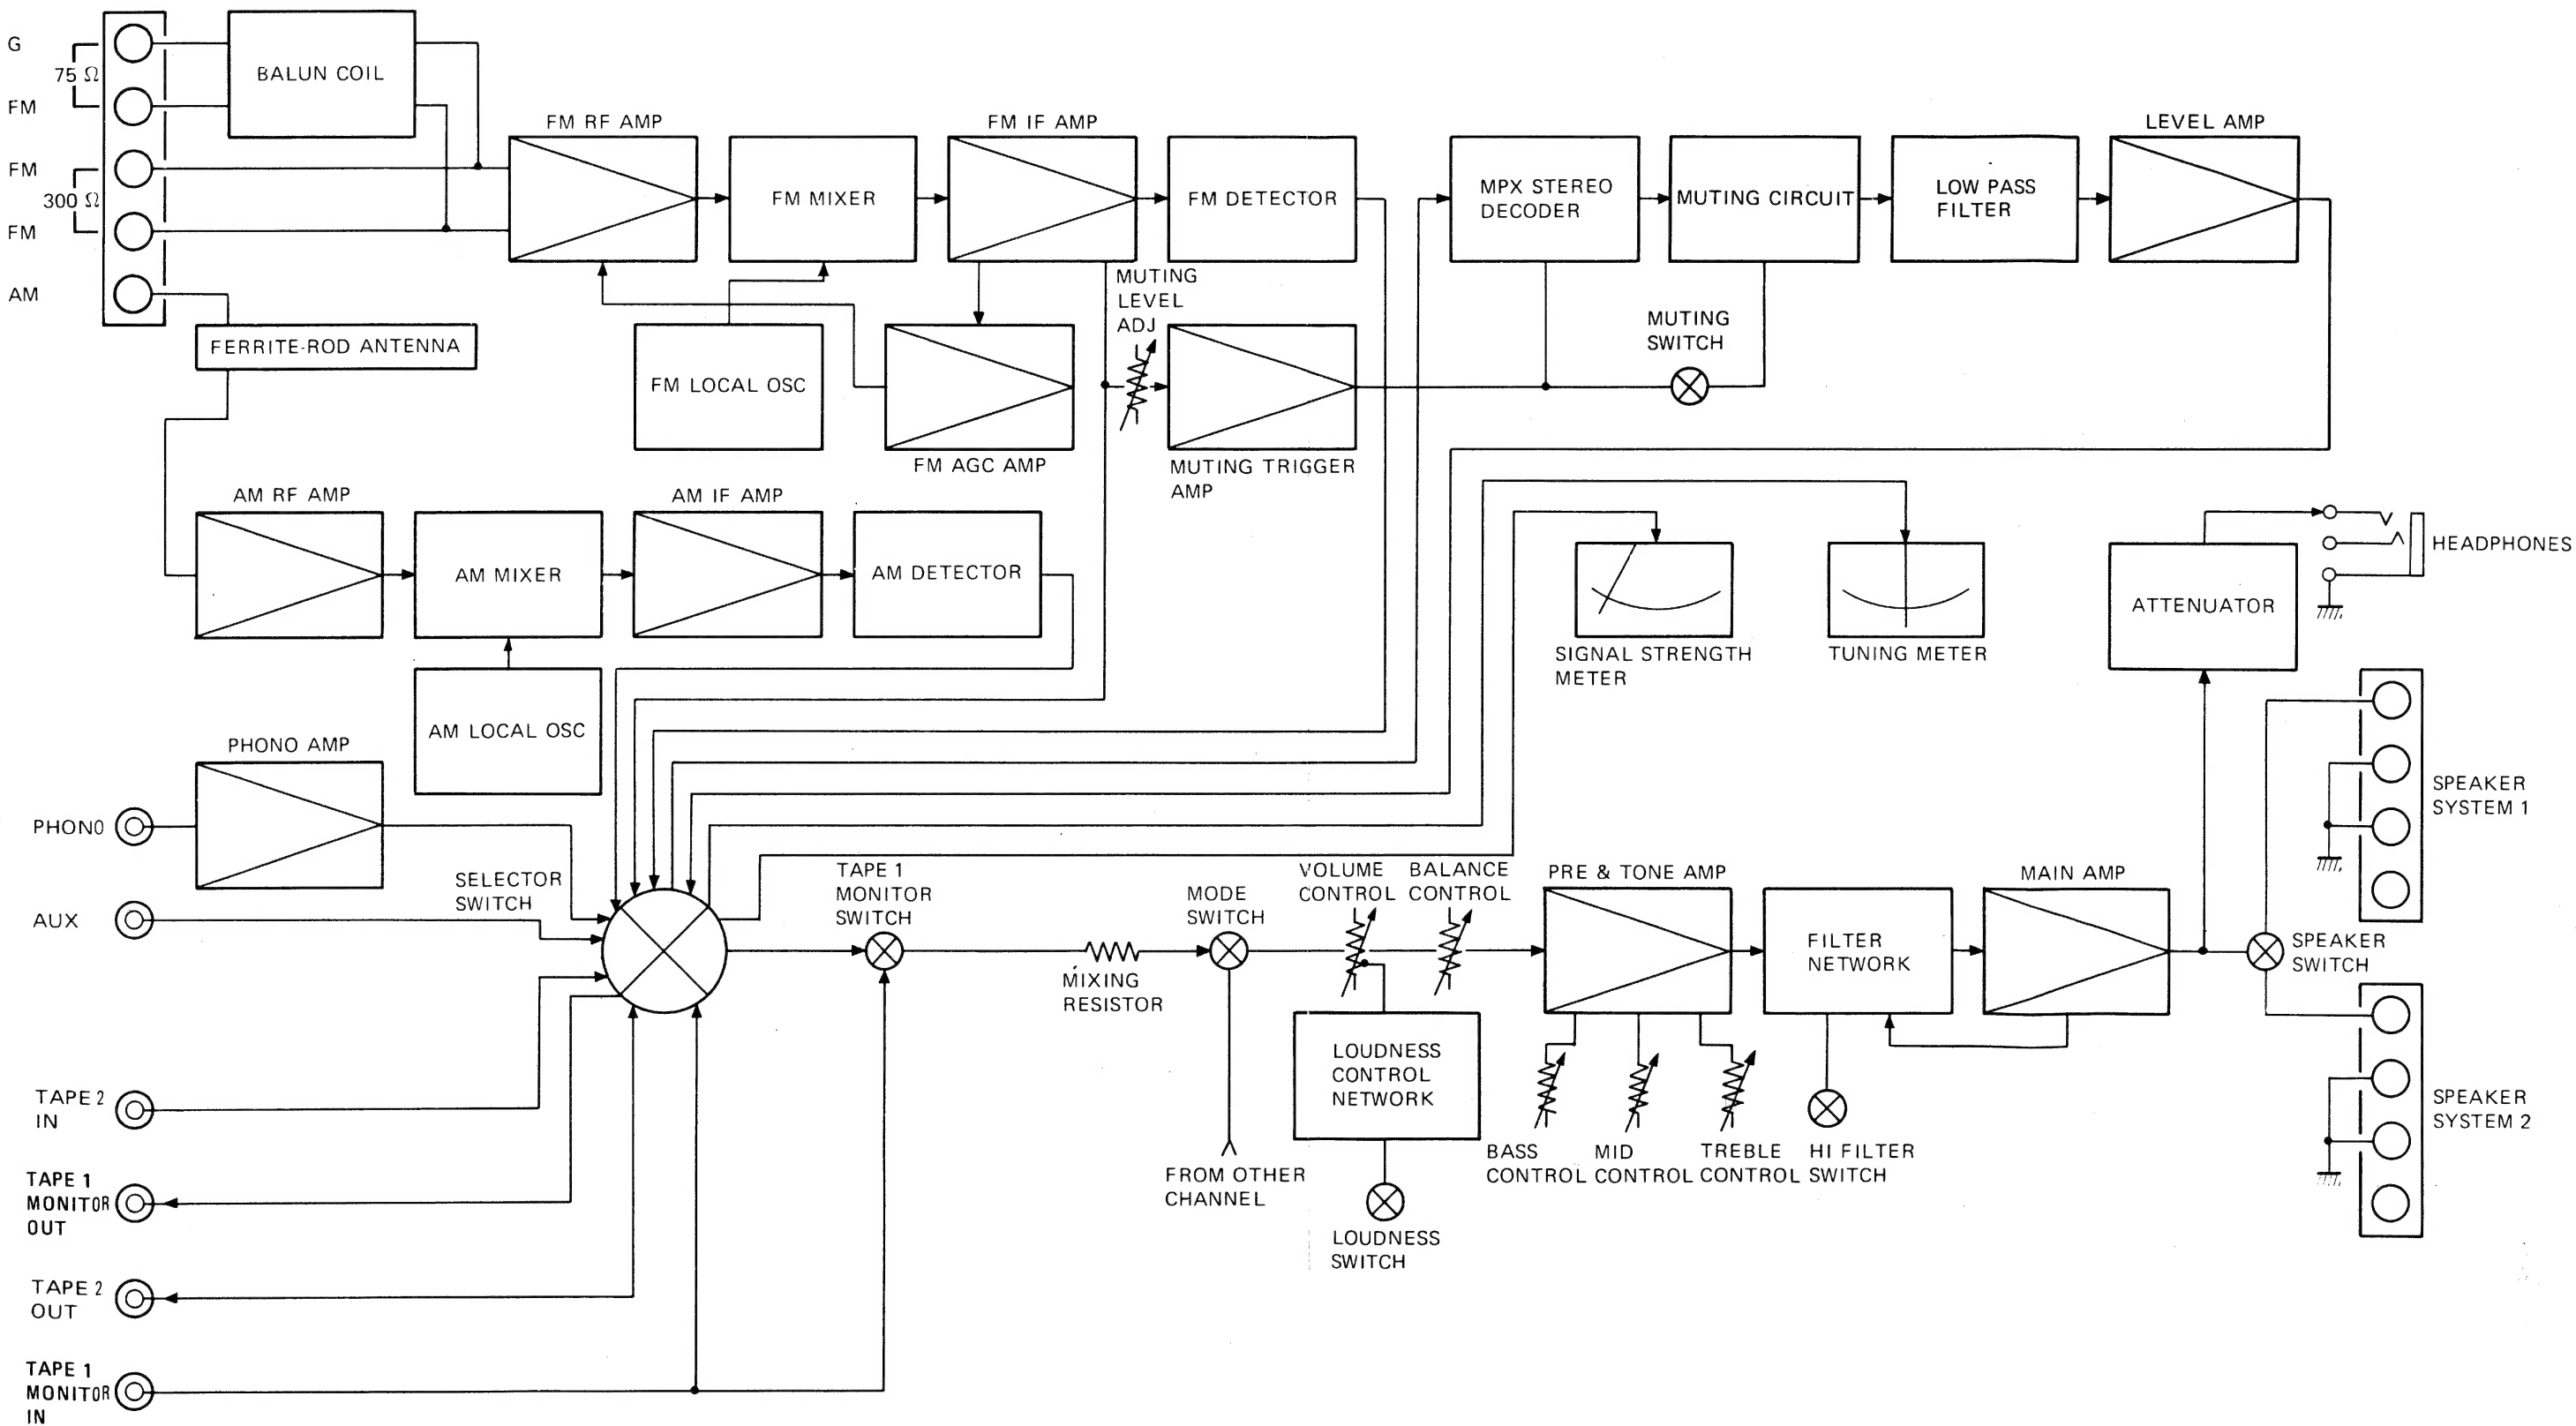 G
75 Ω
FM
FM
300 Ω
FM
AM
BALUN COIL
FM RF AMP
FM MIXER
FM IF AMP
FM DETECTOR
MPX STEREO
DECODER
MUTING CIRCUIT
LOW PASS
FILTER
LEVEL AMP
FERRITE-ROD ANTENNA
FM LOCAL OSC
FM AGC AMP
MUTING
LEVEL
ADJ
MUTING TRIGGER
AMP
MUTING
SWITCH
AM RF AMP
AM MIXER
AM IF AMP
AM DETECTOR
AM LOCAL OSC
SIGNAL STRENGTH
METER
TUNING METER
ATTENUATOR
HEADPHONES
PHONO AMP
PHONO
AUX
SELECTOR
SWITCH
TAPE 1
MONITOR
SWITCH
MIXING
RESISTOR
MODE
SWITCH
FROM OTHER
CHANNEL
VOLUME
CONTROL
BALANCE
CONTROL
LOUDNESS
CONTROL
NETWORK
LOUDNESS
SWITCH
PRE & TONE AMP
BASS
CONTROL
MID
CONTROL
TREBLE
CONTROL
FILTER
NETWORK
HI FILTER
SWITCH
MAIN AMP
SPEAKER
SWITCH
SPEAKER
SYSTEM 1
SPEAKER
SYSTEM 2
TAPE 2
IN
TAPE 1
MONITOR
OUT
TAPE 2
OUT
TAPE 1
MONITOR
IN